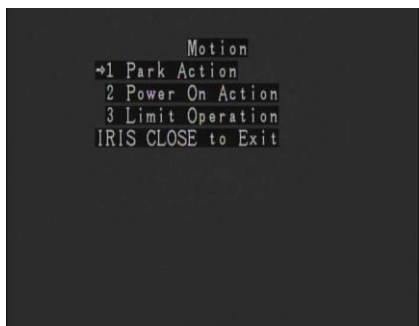 Motion
⇒1 Park Action
2 Power On Action
3 Limit Operation
IRIS CLOSE to Exit